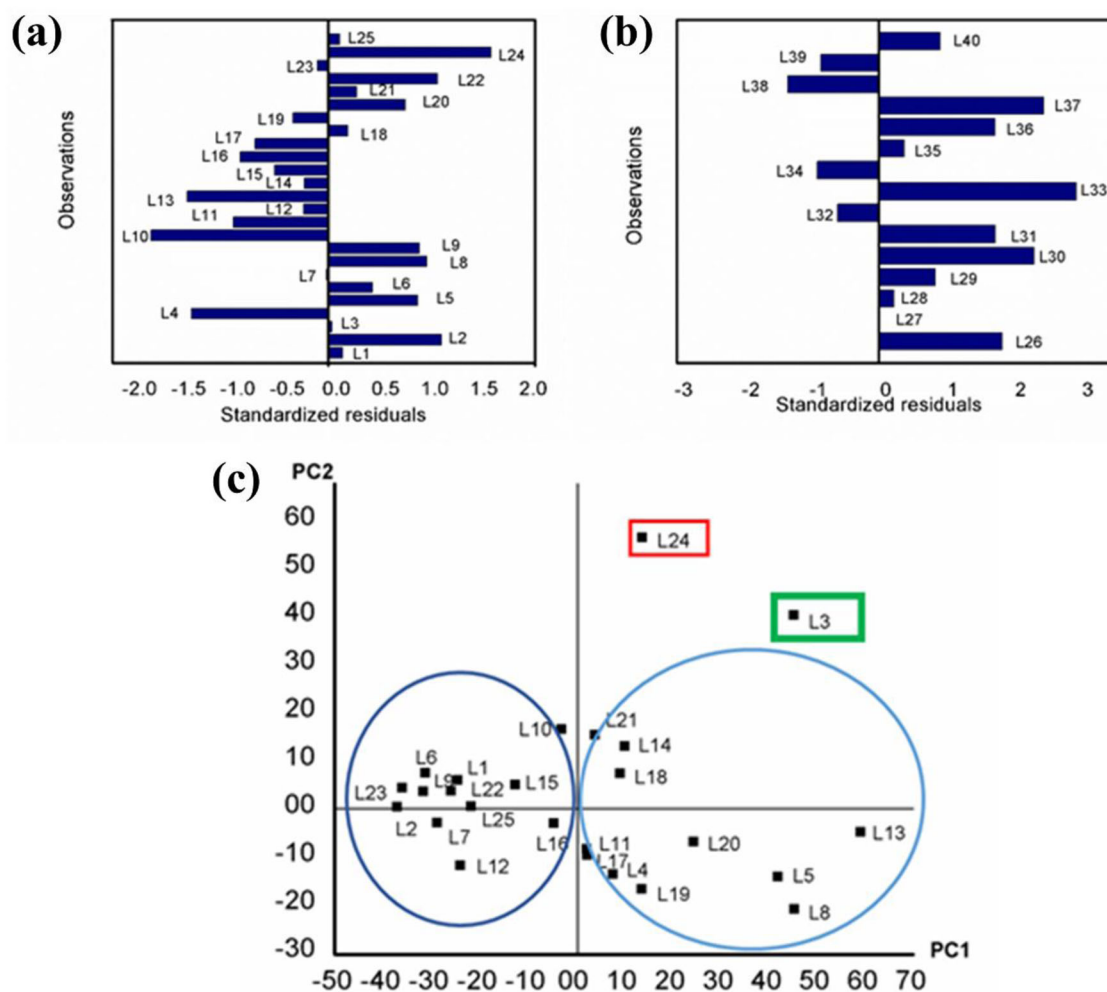 (a)
L25
L24
L23
L22
L21
L20
L19
L18
L17
L16
L15
L14
L13
L12
L11
L10
L9
L8
L7
L6
L5
L4
L3
L2
L1
Observations
-2.0 -1.5 -1.0 -0.5 0.0 0.5 1.0 1.5 2.0
Standardized residuals
(b)
L40
L39
L38
L37
L36
L35
L34
L33
L32
L31
L30
L29
L28
L27
L26
Observations
-3 -2 -1 0 1 2 3
Standardized residuals
(c)
PC2
60
50
40
30
20
10
00
-10
-20
-30
L24
L3
L10
L21
L14
L18
L6
L1
L9
L22
L15
L23
L2
L7
L25
L16
L12
L11
L17
L4
L19
L20
L13
L5
L8
PC1
-50 -40 -30 -20 -10 00 10 20 30 40 50 60 70